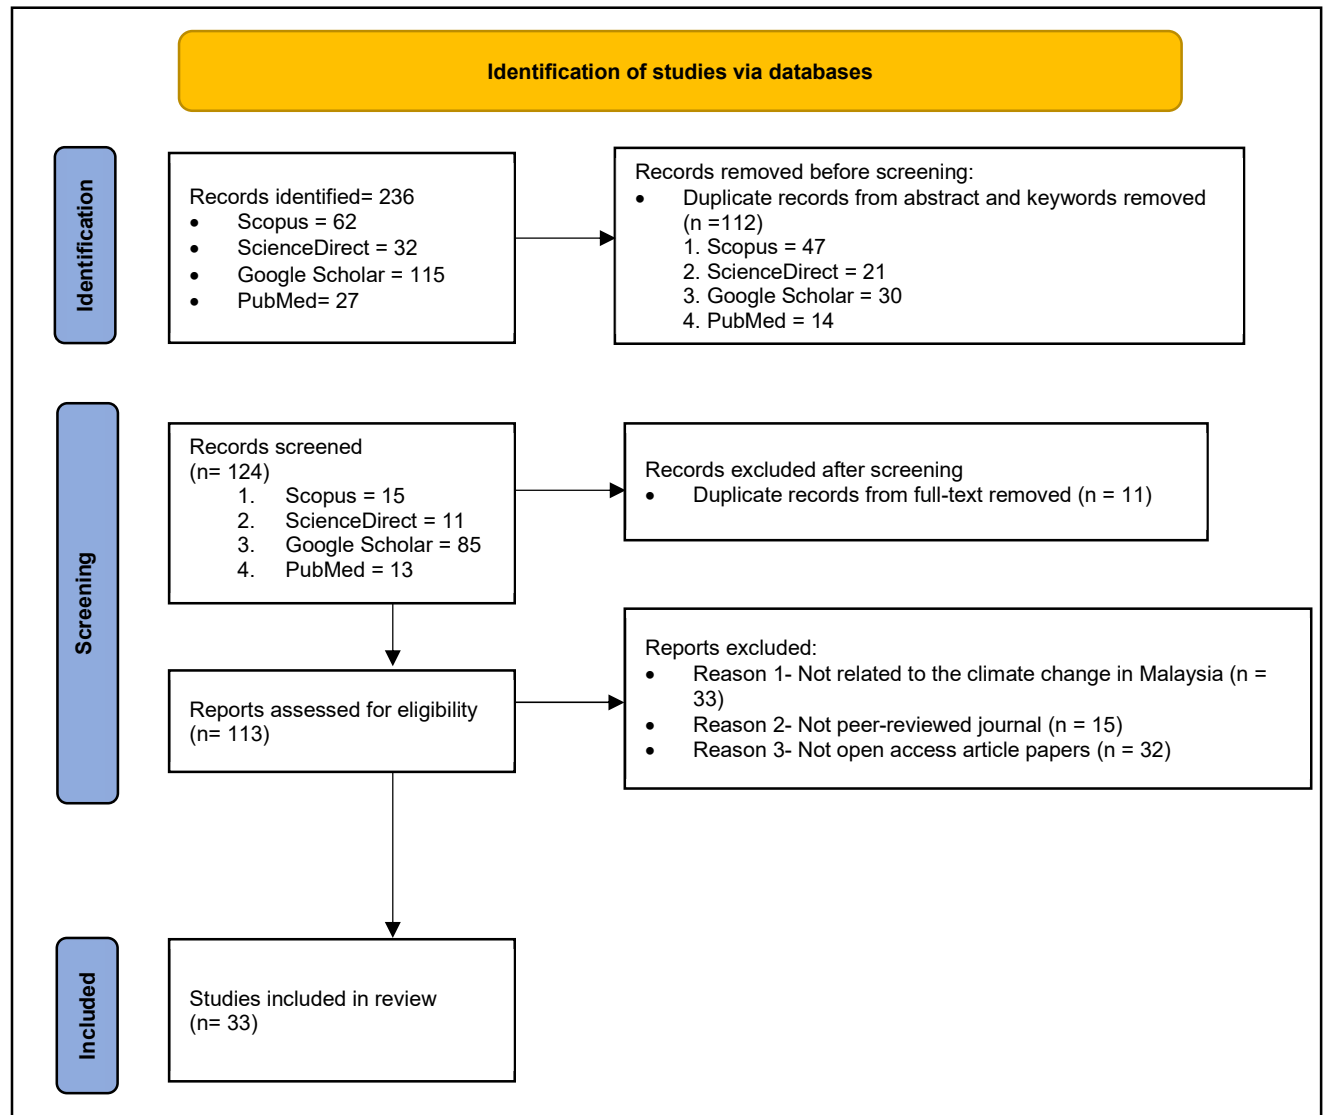 Identification of studies via databases
Identification
Records identified= 236
• Scopus = 62
• ScienceDirect = 32
• Google Scholar = 115
• PubMed= 27
Records removed before screening:
• Duplicate records from abstract and keywords removed
(n =112)
1. Scopus = 47
2. ScienceDirect = 21
3. Google Scholar = 30
4. PubMed = 14
Screening
Records screened
(n= 124)
1. Scopus = 15
2. ScienceDirect = 11
3. Google Scholar = 85
4. PubMed = 13
Records excluded after screening
• Duplicate records from full-text removed (n = 11)
Reports assessed for eligibility
(n= 113)
Reports excluded:
• Reason 1- Not related to the climate change in Malaysia (n =
33)
• Reason 2- Not peer-reviewed journal (n = 15)
• Reason 3- Not open access article papers (n = 32)
Included
Studies included in review
(n= 33)